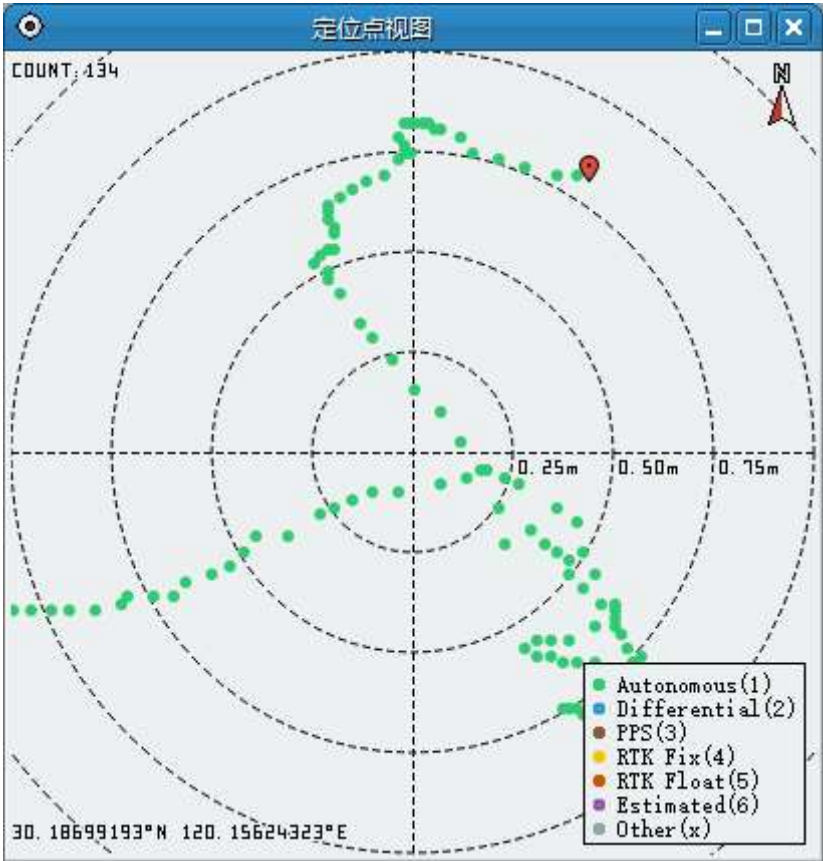 定位点视图
COUNT:134
N
0.25m 0.50m 0.75m
Autonomous(1)
Differential(2)
PPS(3)
RTK Fix(4)
RTK Float(5)
Estimated(6)
Other(x)
30.18699193°N 120.15624323°E